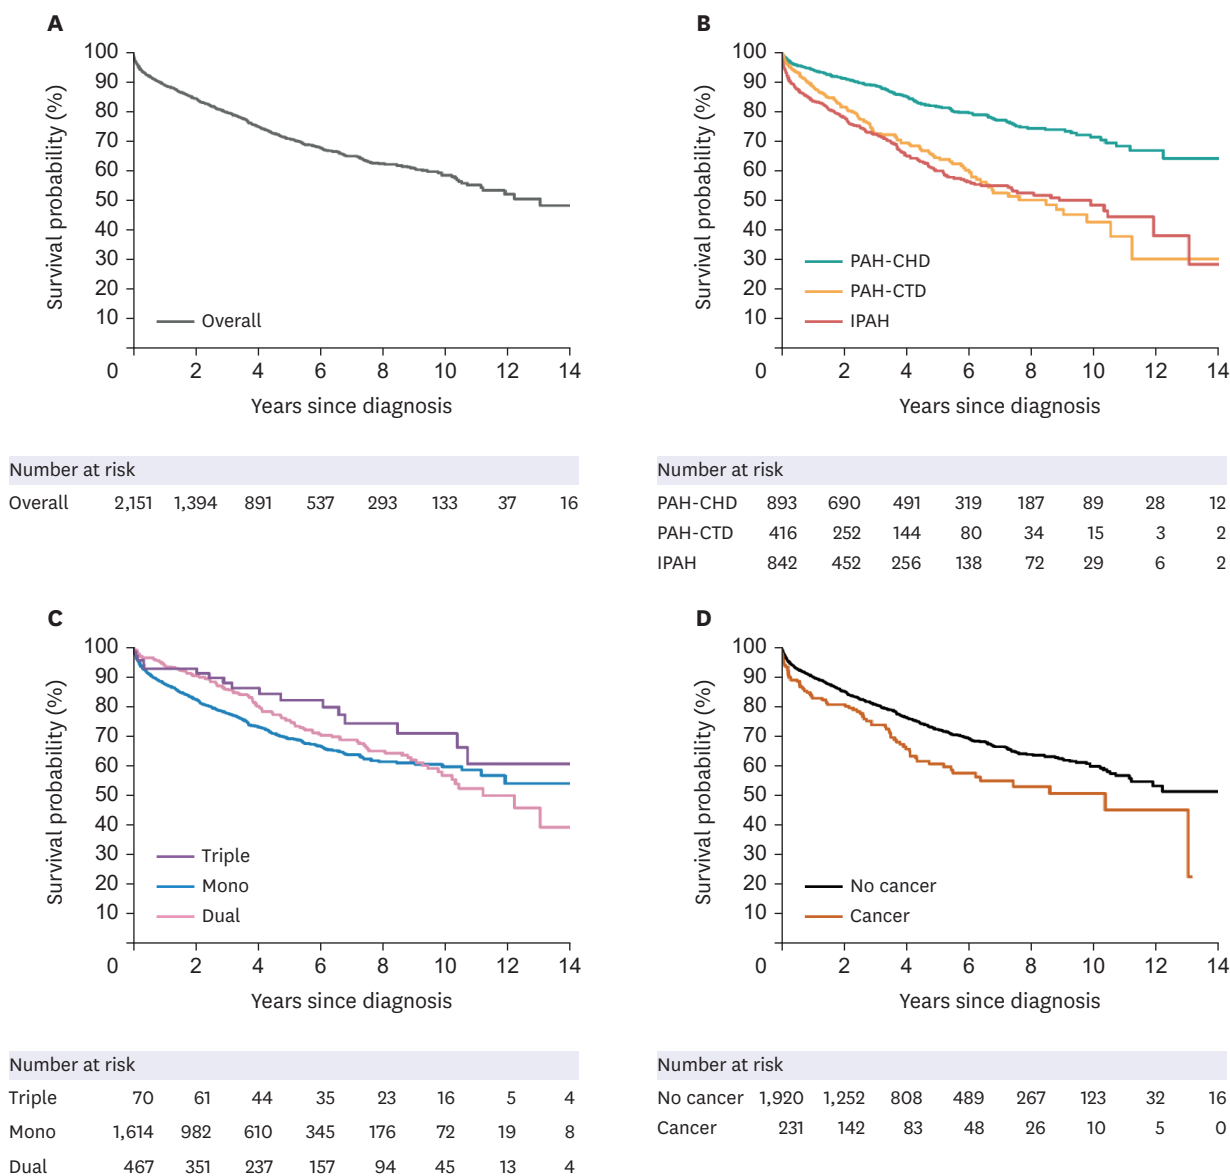 A
100
90
80
70
60
50
40
30
20
10
Survival probability (%)
Overall
0 2 4 6 8 10 12 14
Years since diagnosis
Number at risk
Overall 2,151 1,394 891 537 293 133 37 16
B
100
90
80
70
60
50
40
30
20
10
Survival probability (%)
PAH-CHD
PAH-CTD
IPAH
0 2 4 6 8 10 12 14
Years since diagnosis
Number at risk
PAH-CHD 893 690 491 319 187 89 28 12
PAH-CTD 416 252 144 80 34 15 3 2
IPAH 842 452 256 138 72 29 6 2
C
100
90
80
70
60
50
40
30
20
10
Survival probability (%)
Triple
Mono
Dual
0 2 4 6 8 10 12 14
Years since diagnosis
Number at risk
Triple 70 61 44 35 23 16 5 4
Mono 1,614 982 610 345 176 72 19 8
Dual 467 351 237 157 94 45 13 4
D
100
90
80
70
60
50
40
30
20
10
Survival probability (%)
No cancer
Cancer
0 2 4 6 8 10 12 14
Years since diagnosis
Number at risk
No cancer 1,920 1,252 808 489 267 123 32 16
Cancer 231 142 83 48 26 10 5 0